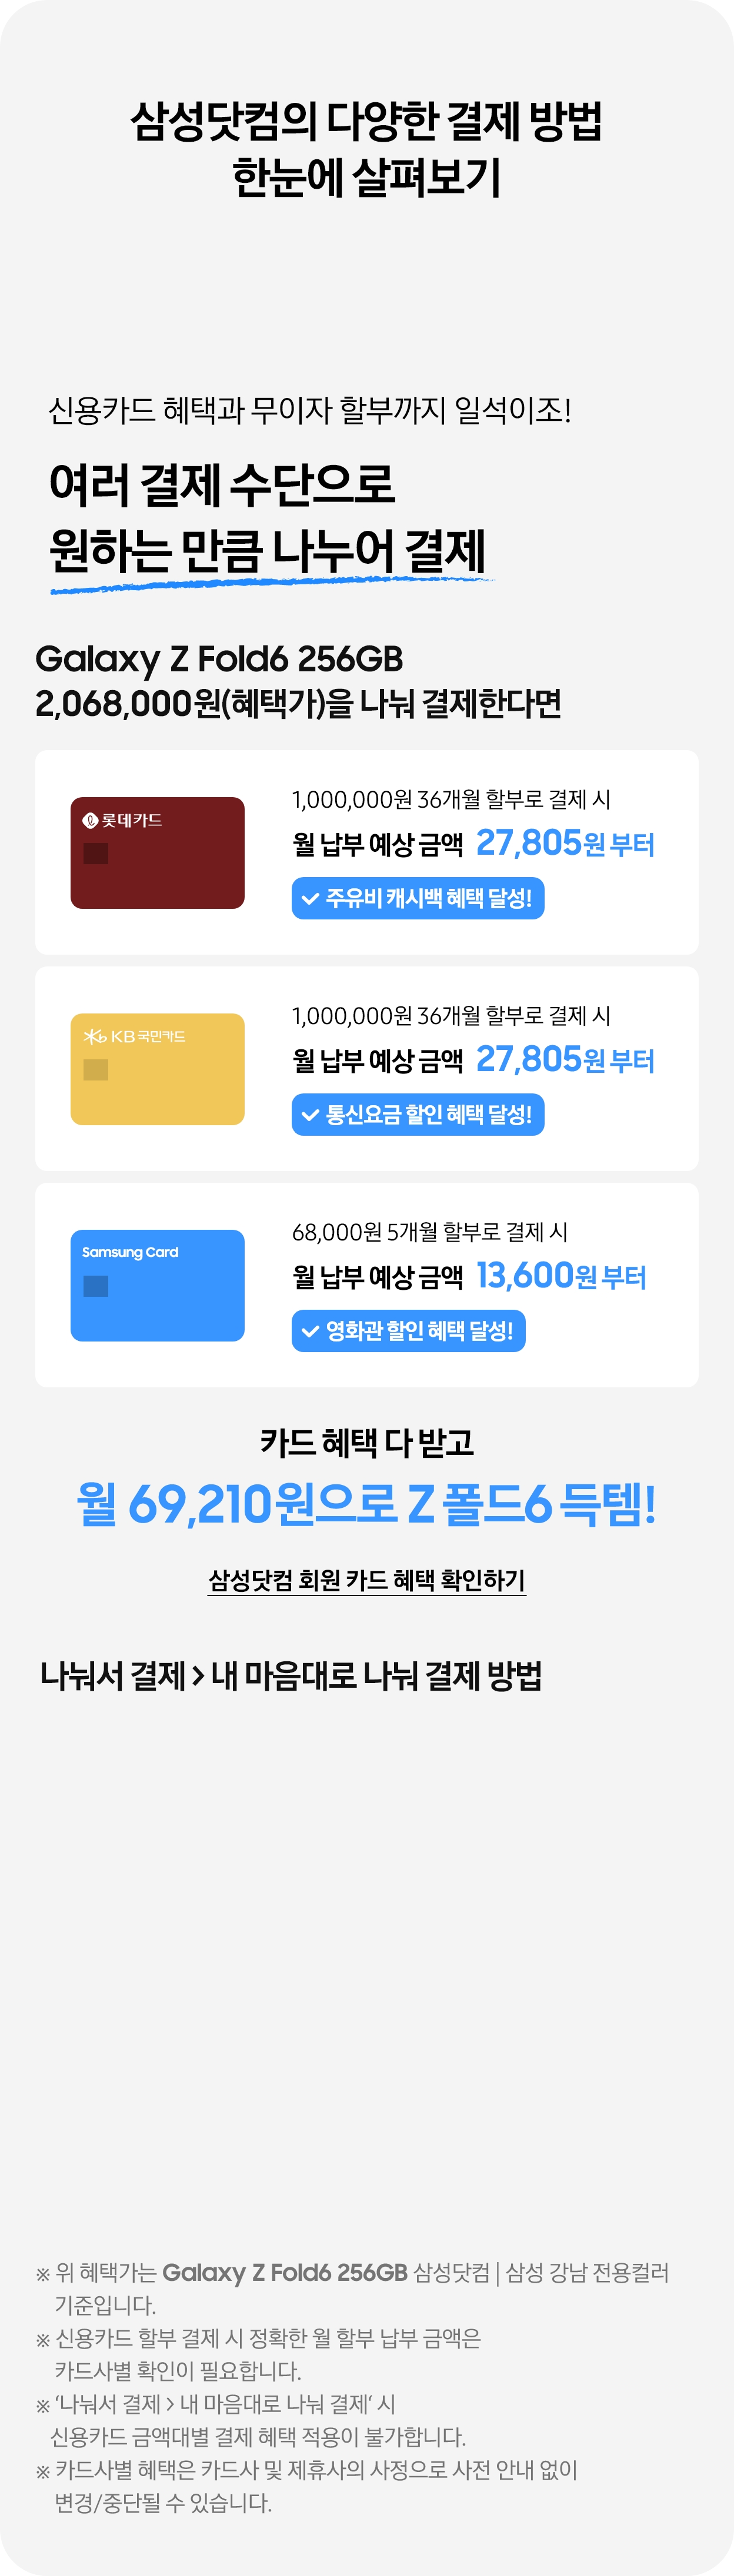 삼성닷컴의 다양한 결제 방법
한눈에 살펴보기
신용카드 혜택과 무이자 할부까지 일석이조!
여러 결제 수단으로
원하는 만큼 나누어 결제
Galaxy Z Fold6 256GB
2,068,000원(혜택가)을 나눠 결제한다면
롯데카드
1,000,000원 36개월 할부로 결제 시
월 납부 예상 금액 27,805원 부터
주유비 캐시백 혜택 달성!
KB국민카드
1,000,000원 36개월 할부로 결제 시
월 납부 예상 금액 27,805원 부터
통신요금 할인 혜택 달성!
Samsung Card
68,000원 5개월 할부로 결제 시
월 납부 예상 금액 13,600원 부터
영화관 할인 혜택 달성!
카드 혜택 다 받고
월 69,210원으로 Z 폴드6 득템!
삼성닷컴 회원 카드 혜택 확인하기
나눠서 결제 > 내 마음대로 나눠 결제 방법
※ 위 혜택가는 Galaxy Z Fold6 256GB 삼성닷컴 | 삼성 강남 전용컬러
기준입니다.
※ 신용카드 할부 결제 시 정확한 월 할부 납부 금액은
카드사별 확인이 필요합니다.
※ ‘나눠서 결제 > 내 마음대로 나눠 결제‘ 시
신용카드 금액대별 결제 혜택 적용이 불가합니다.
※ 카드사별 혜택은 카드사 및 제휴사의 사정으로 사전 안내 없이
변경/중단될 수 있습니다.